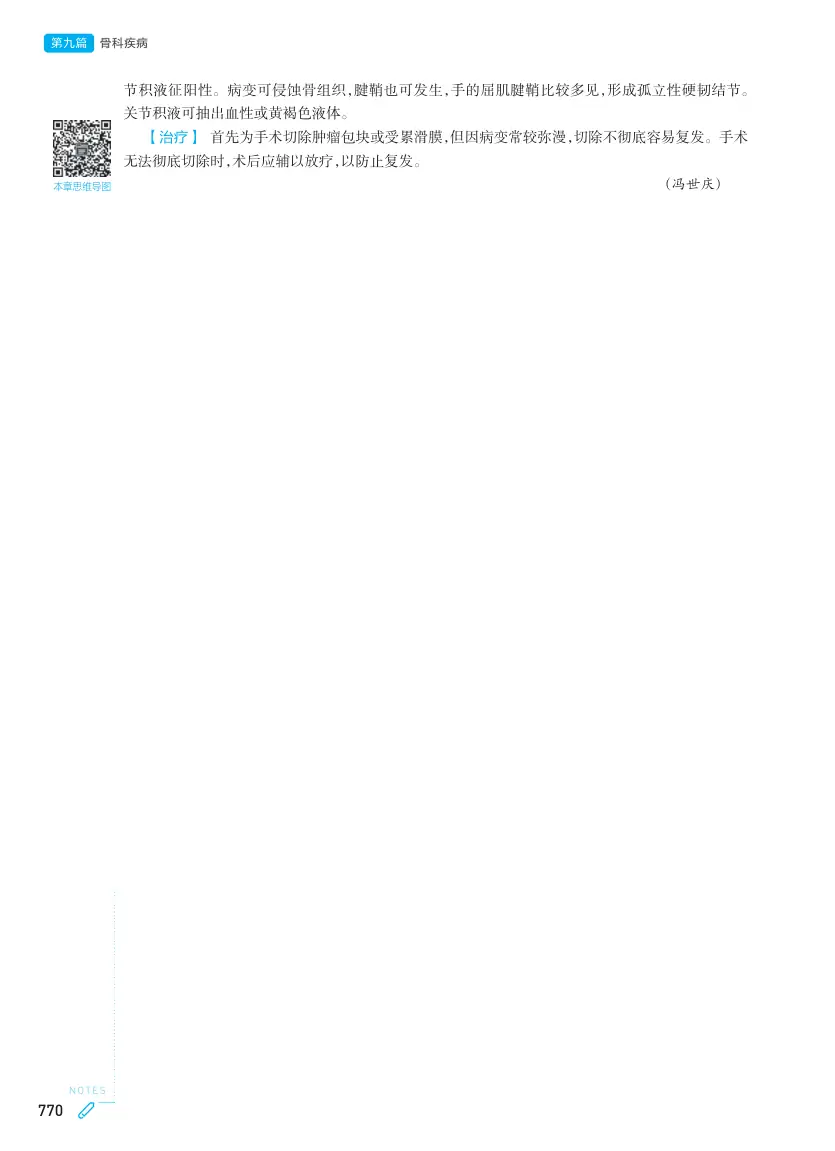 第九篇 骨科疾病
节积液征阳性。病变可侵蚀骨组织,腱鞘也可发生,手的屈肌腱鞘比较多见,形成孤立性硬韧结节。
关节积液可抽出血性或黄褐色液体。
【治疗】 首先为手术切除肿瘤包块或受累滑膜,但因病变常较弥漫,切除不彻底容易复发。手术
无法彻底切除时,术后应辅以放疗,以防止复发。
(冯世庆)
本章思维导图
NOTES
770